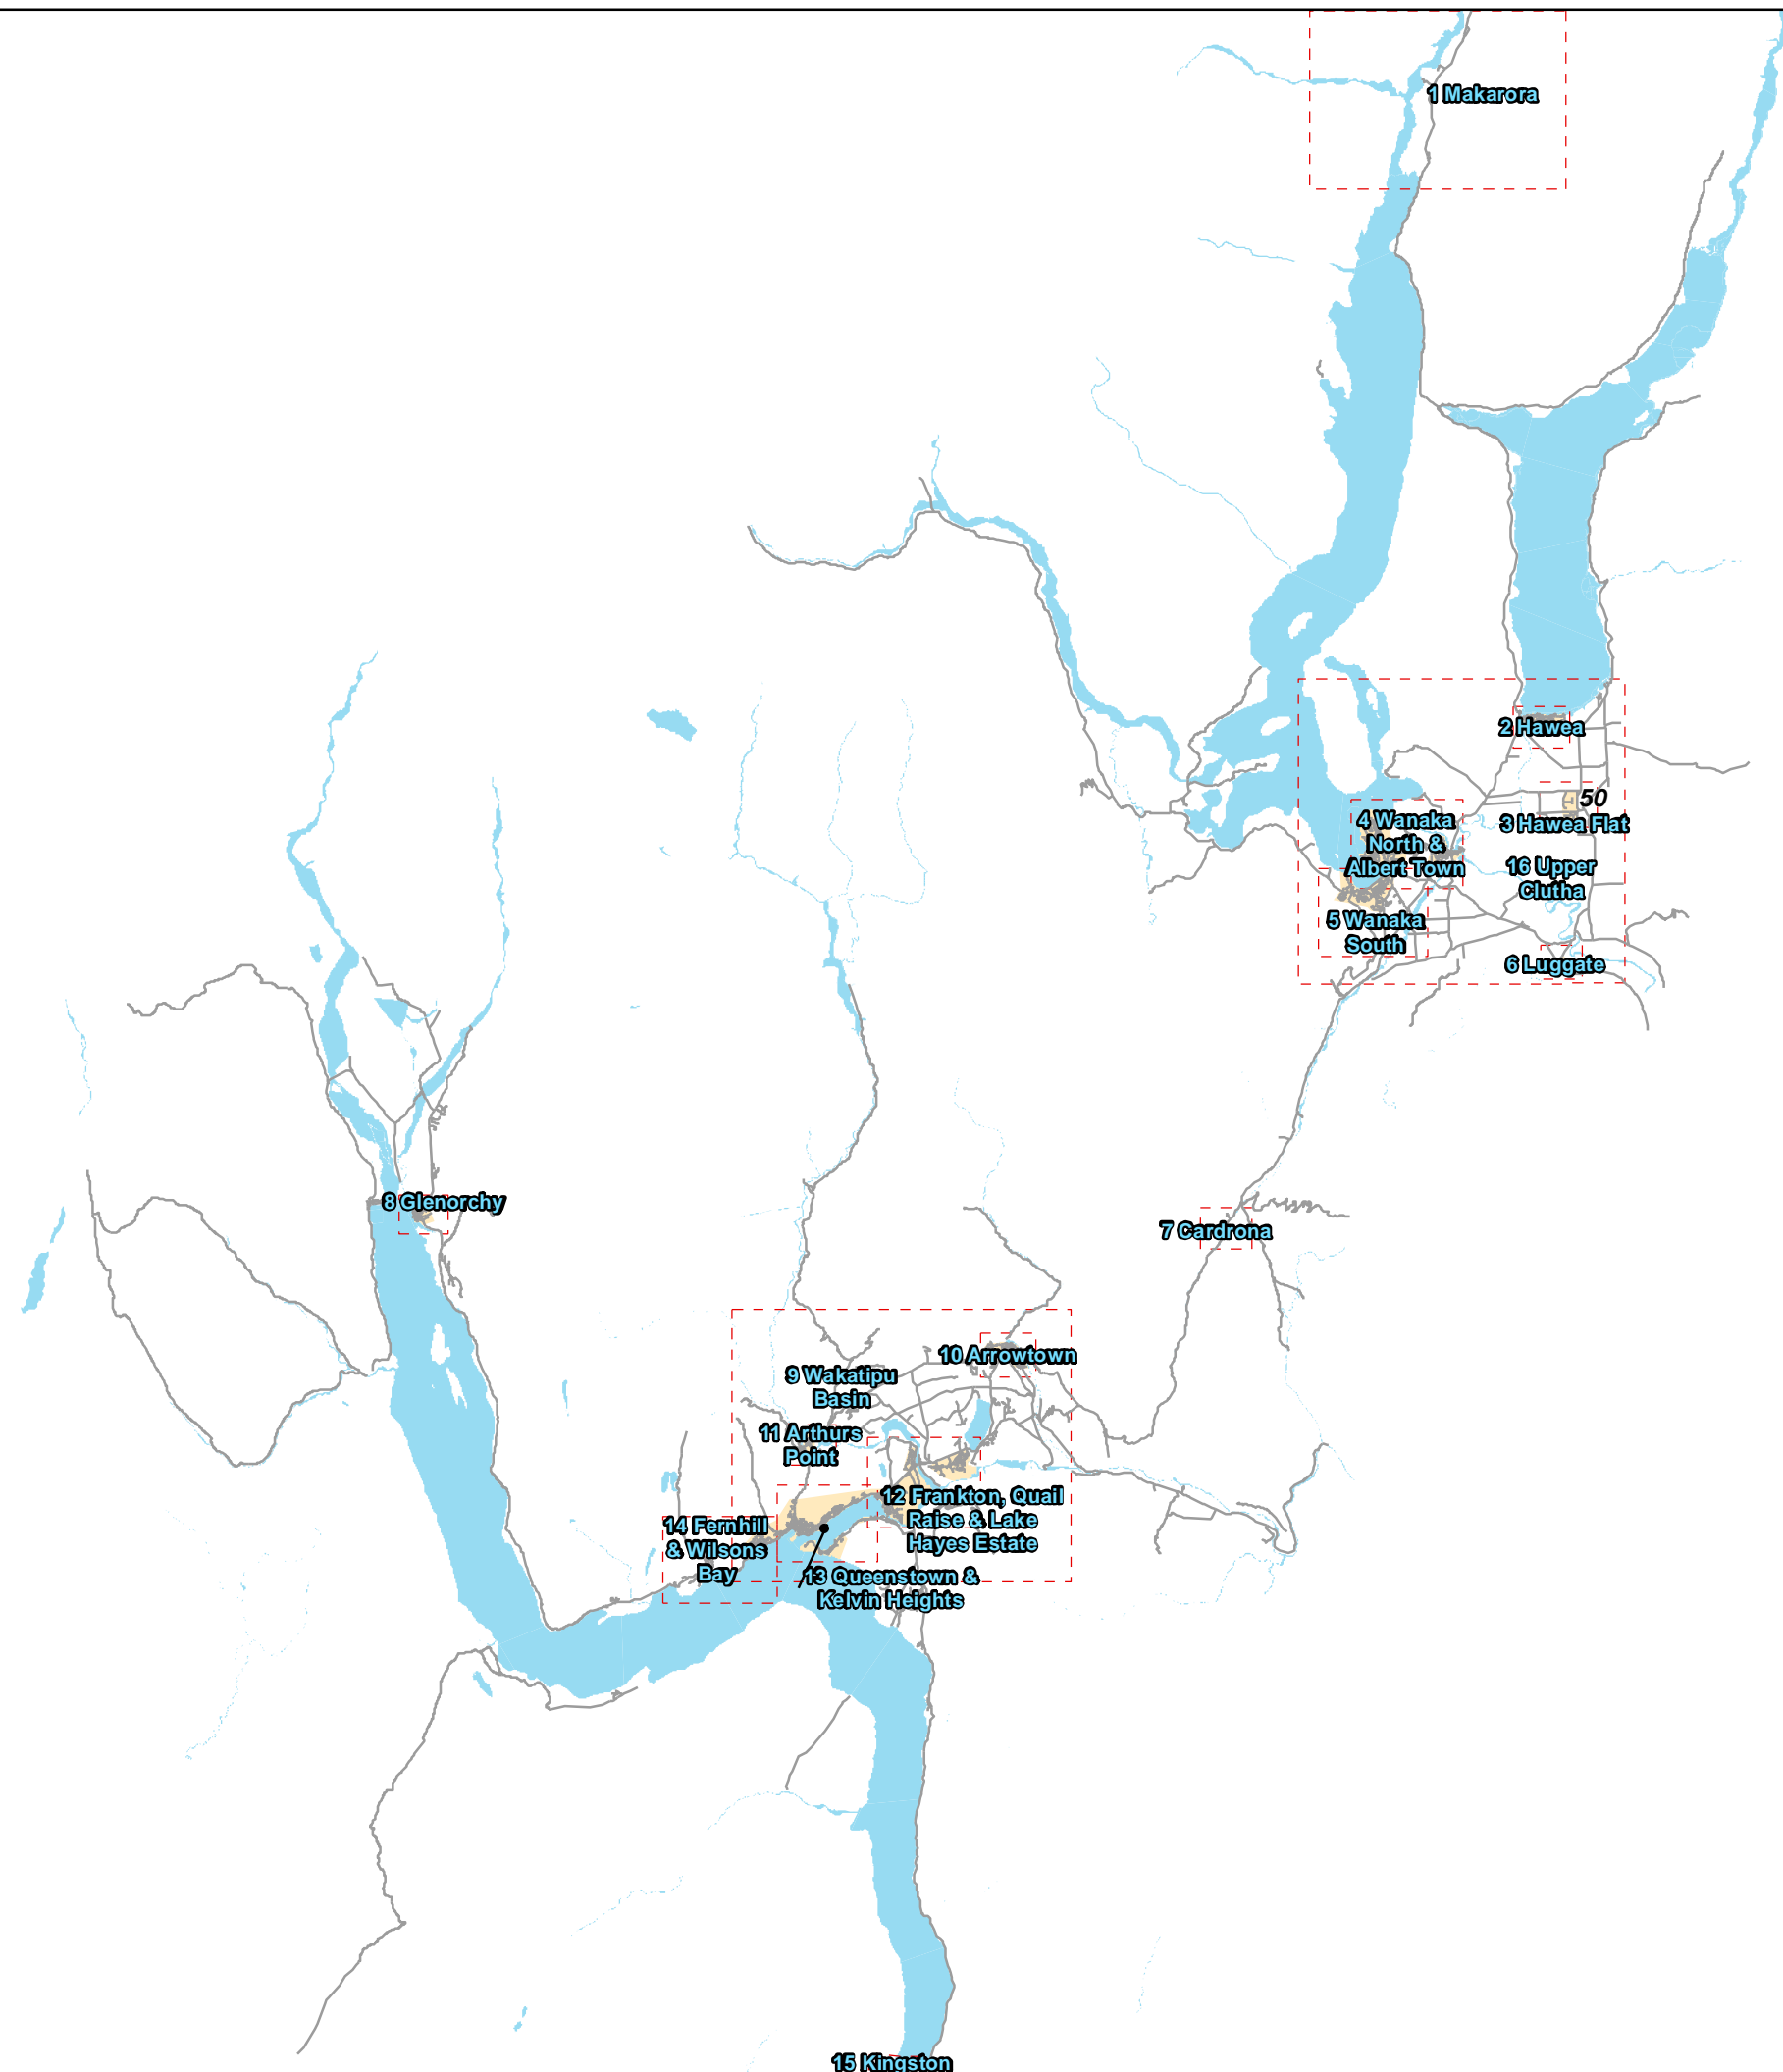 1 Makarora
2 Hawea
50
3 Hawea Flat
4 Wanaka
North &
Albert Town
16 Upper
Clutha
5 Wanaka
South
6 Luggate
8 Glenorchy
7 Cardrona
10 Arrowtown
9 Wakatipu
Basin
11 Arthurs
Point
12 Frankton, Quail
Raise & Lake
Hayes Estate
14 Fernhill
& Wilsons
Bay
13 Queenstown &
Kelvin Heights
15 Kingston